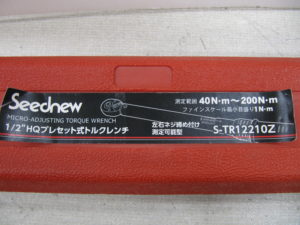 Seednew
MICRO-ADJUSTING TORQUE WRENCH
1/2" HQプレセット式トルクレンチ
測定範囲 40N·m～200N·m
ファインスケール最小目盛り1N·m
左右ネジ締め付け
測定可能型
S-TR12210Z